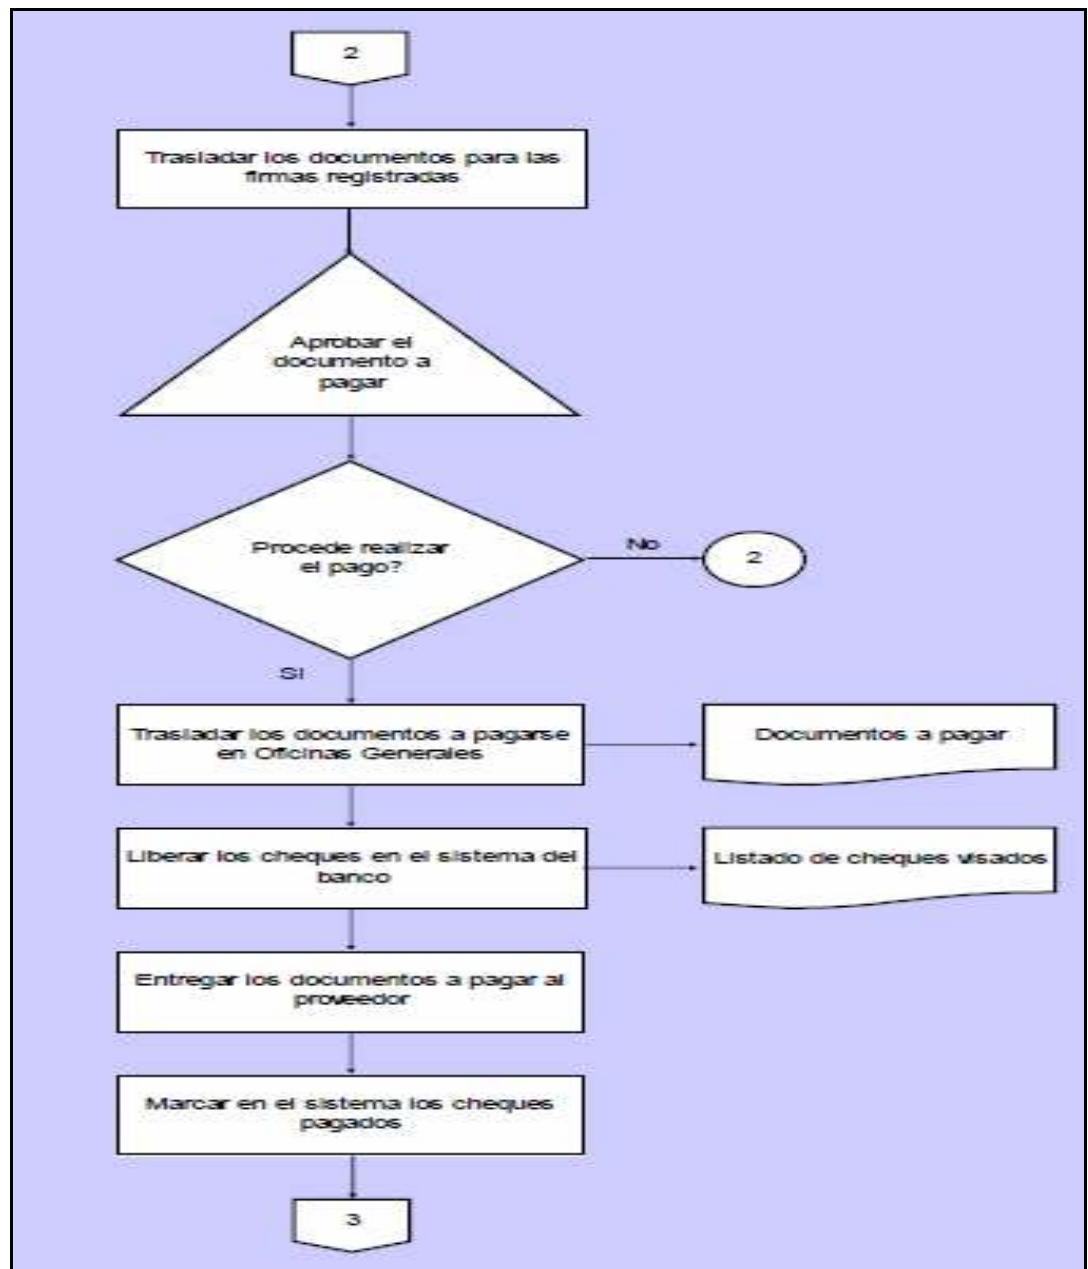 2
Trasladar los documentos para las
firmas registradas
Aprobar el
documento a
pagar
Procede realizar
el pago?
No
2
SI
Trasladar los documentos a pagarse
en Oficinas Generales
Documentos a pagar
Liberar los cheques en el sistema del
banco
Listado de cheques visados
Entregar los documentos a pagar al
proveedor
Marcar en el sistema los cheques
pagados
3